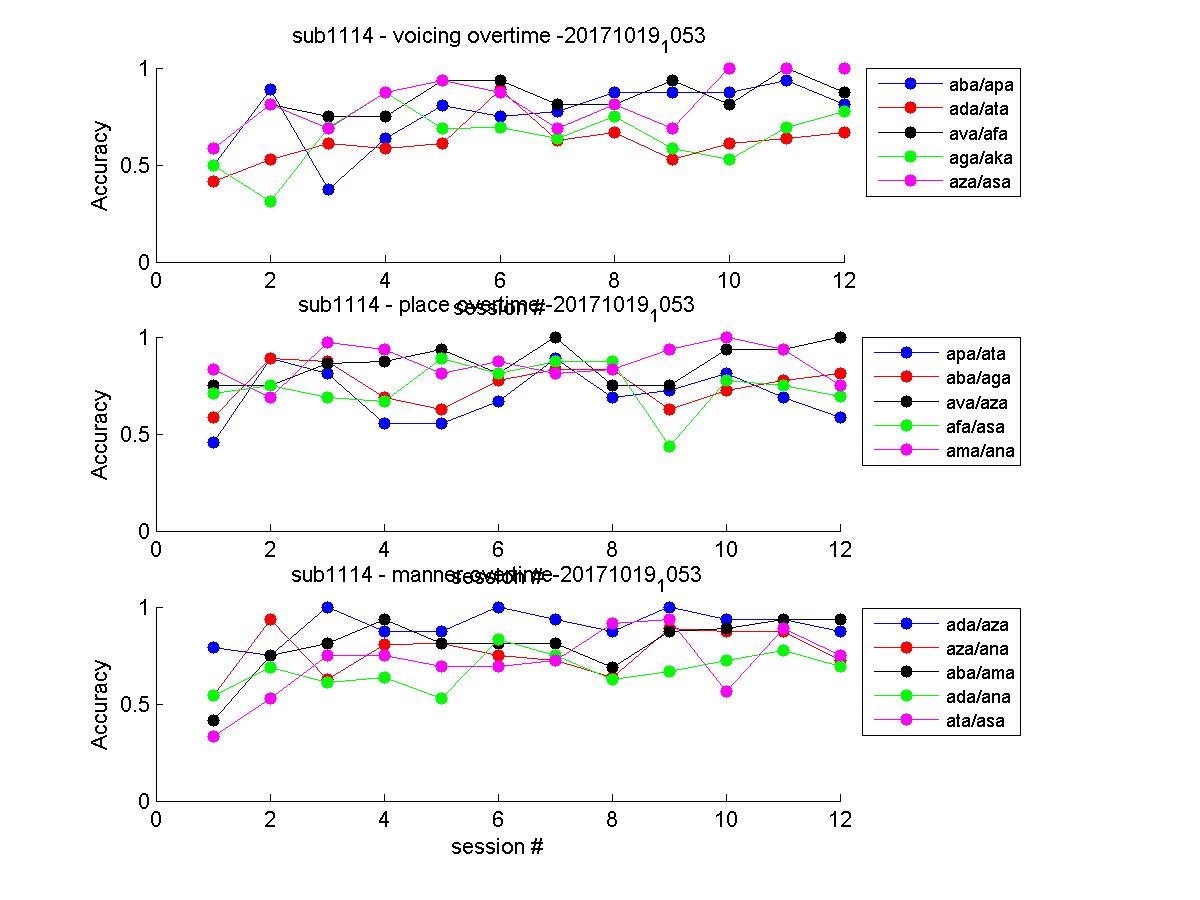 sub1114 - voicing overtime -20171019₁053
1
0.5
0
Accuracy
0 2 4 6 8 10 12
session #
aba/apa
ada/ata
ava/afa
aga/aka
aza/asa
sub1114 - place overtime -20171019₁053
1
0.5
0
Accuracy
0 2 4 6 8 10 12
session #
apa/ata
aba/aga
ava/aza
afa/asa
ama/ana
sub1114 - manner overtime -20171019₁053
1
0.5
0
Accuracy
0 2 4 6 8 10 12
session #
ada/aza
aza/ana
aba/ama
ada/ana
ata/asa